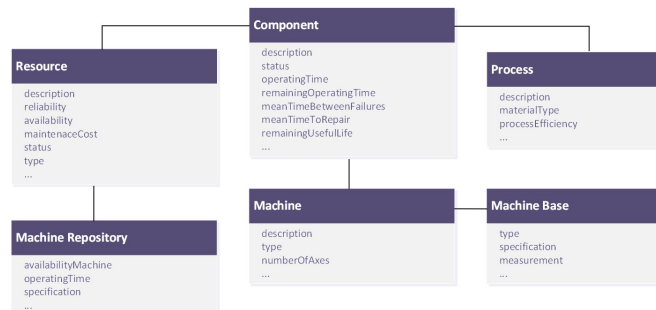 Component
description
status
operatingTime
remainingOperatingTime
meanTimeBetweenFailures
meanTimeToRepair
remainingUsefulLife
...
Resource
description
reliability
availability
maintenaceCost
status
type
...
Process
description
materialType
processEfficiency
...
Machine Repository
availabilityMachine
operatingTime
specification
...
Machine
description
type
numberOfAxes
...
Machine Base
type
specification
measurement
...